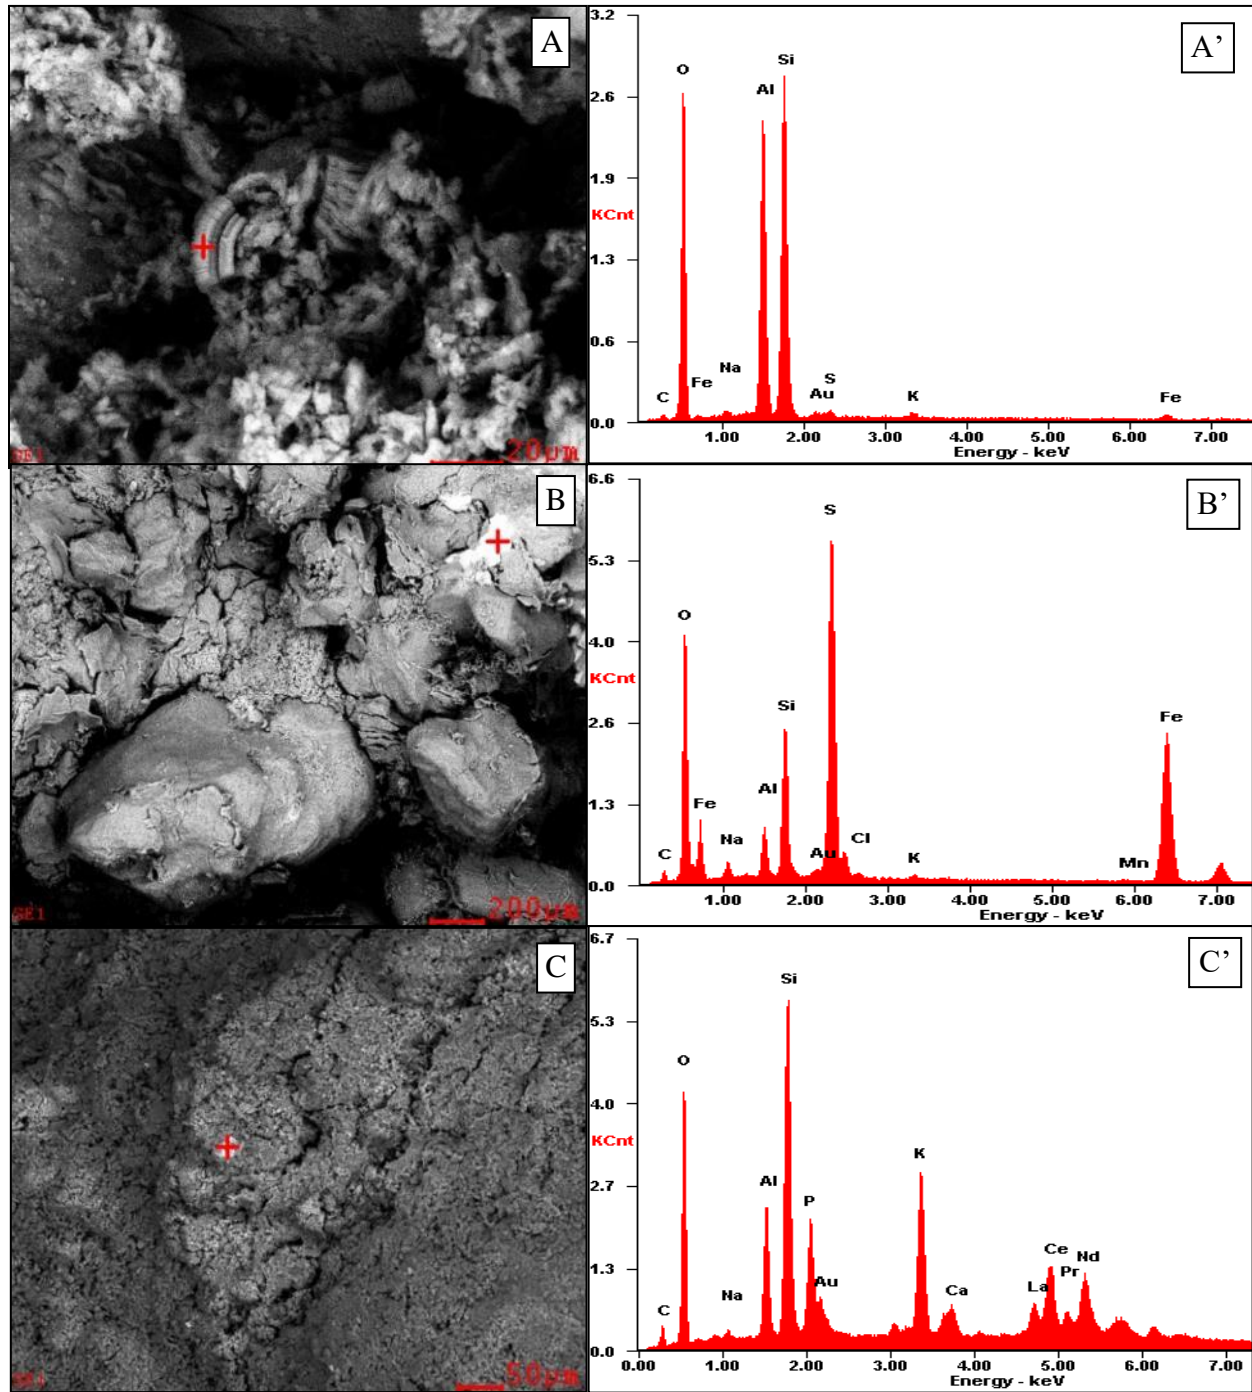 A
SE1
20µm
A’
3.2
2.6
1.9
KCnt
1.3
0.6
0.0
C
O
Fe
Na
Al
Si
Au
S
K
Fe
1.00 2.00 3.00 4.00 5.00 6.00 7.00
Energy - keV
B
SE1
200µm
B’
6.6
5.3
4.0
KCnt
2.6
1.3
0.0
C
O
Fe
Na
Al
Si
Au
S
Cl
K
Mn
Fe
1.00 2.00 3.00 4.00 5.00 6.00 7.00
Energy - keV
C
SE1
50µm
C’
6.7
5.3
4.0
KCnt
2.7
1.3
0.0
C
O
Na
Al
Si
P
Au
K
Ca
La
Ce
Pr
Nd
0.00 1.00 2.00 3.00 4.00 5.00 6.00 7.00
Energy - keV